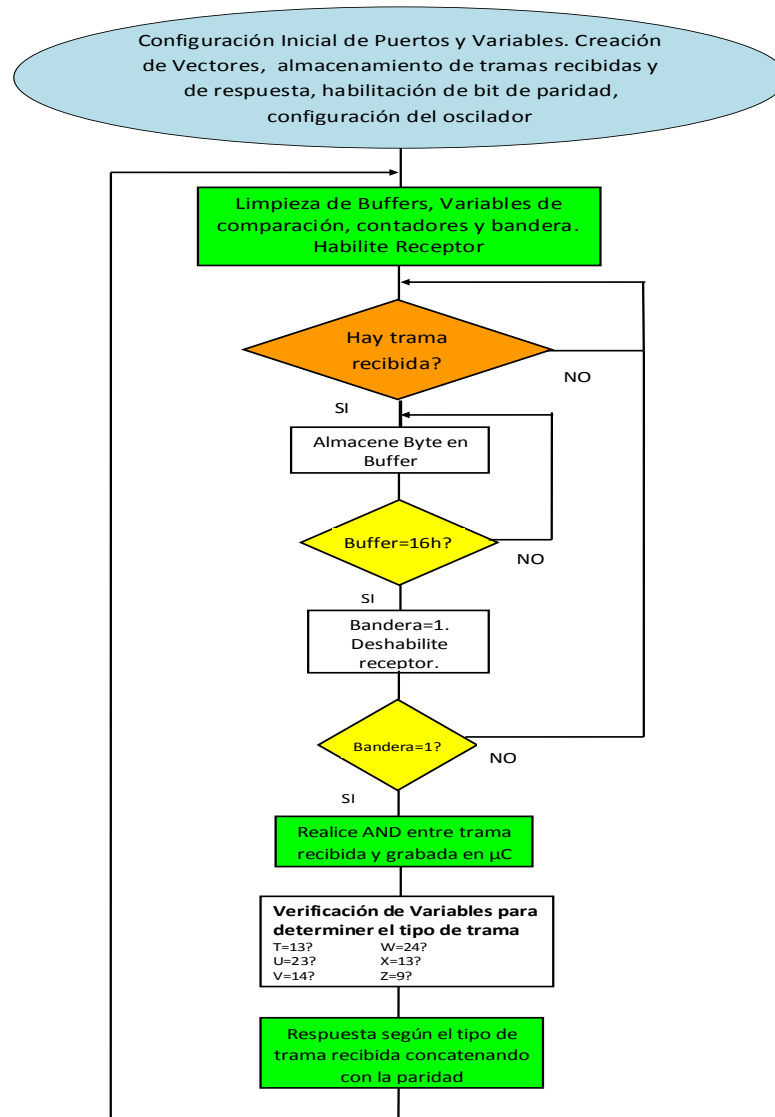 Configuración Inicial de Puertos y Variables. Creación
de Vectores, almacenamiento de tramas recibidas y
de respuesta, habilitación de bit de paridad,
configuración del oscilador
Limpieza de Buffers, Variables de
comparación, contadores y bandera.
Habilite Receptor
Hay trama
recibida?
NO
SI
Almacene Byte en
Buffer
Buffer=16h?
NO
SI
Bandera=1.
Deshabilite
receptor.
Bandera=1?
NO
SI
Realice AND entre trama
recibida y grabada en µC
Verificación de Variables para
determiner el tipo de trama
T=13? W=24?
U=23? X=13?
V=14? Z=9?
Respuesta según el tipo de
trama recibida concatenando
con la paridad